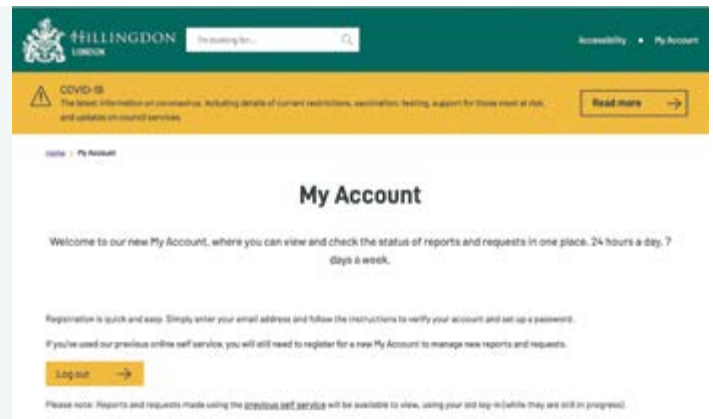 HILLINGDON
LONDON
I'm looking for...
Accessibility • My Account
COVID-19
The latest information on coronavirus, including details of current restrictions, vaccination, testing, support for those most at risk,
and updates on council services.
Read more
Home | My Account
My Account
Welcome to our new My Account, where you can view and check the status of reports and requests in one place, 24 hours a day, 7
days a week.
Registration is quick and easy. Simply enter your email address and follow the instructions to verify your account and set up a password.
If you've used our previous online self service, you will still need to register for a new My Account to manage new reports and requests.
Log out
Please note: Reports and requests made using the previous self service will be available to view, using your old log-in (while they are still in progress).